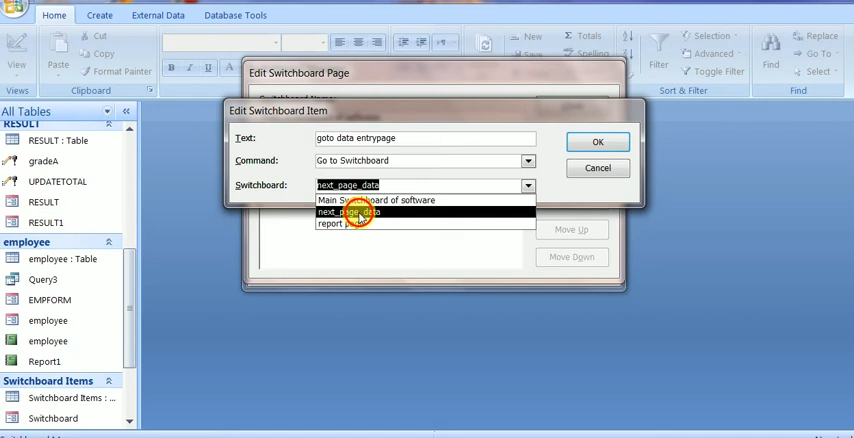 Home Create External Data Database Tools
View
Views
Paste
Cut
Copy
Format Painter
Clipboard
B I U A
New
Totals
Spelling
Filter
Selection
Advanced
Toggle Filter
Sort & Filter
Find
Replace
Go To
Select
Find
All Tables
RESULT
RESULT : Table
gradeA
UPDATETOTAL
RESULT
RESULT1
employee
employee : Table
Query3
EMPFORM
employee
employee
Report1
Switchboard Items
Switchboard Items : ...
Switchboard
Edit Switchboard Page
Edit Switchboard Item
Text: goto data entrypage
Command: Go to Switchboard
Switchboard: next_page_data
Main Switchboard of software
next_page_data
report
OK
Cancel
Move Up
Move Down